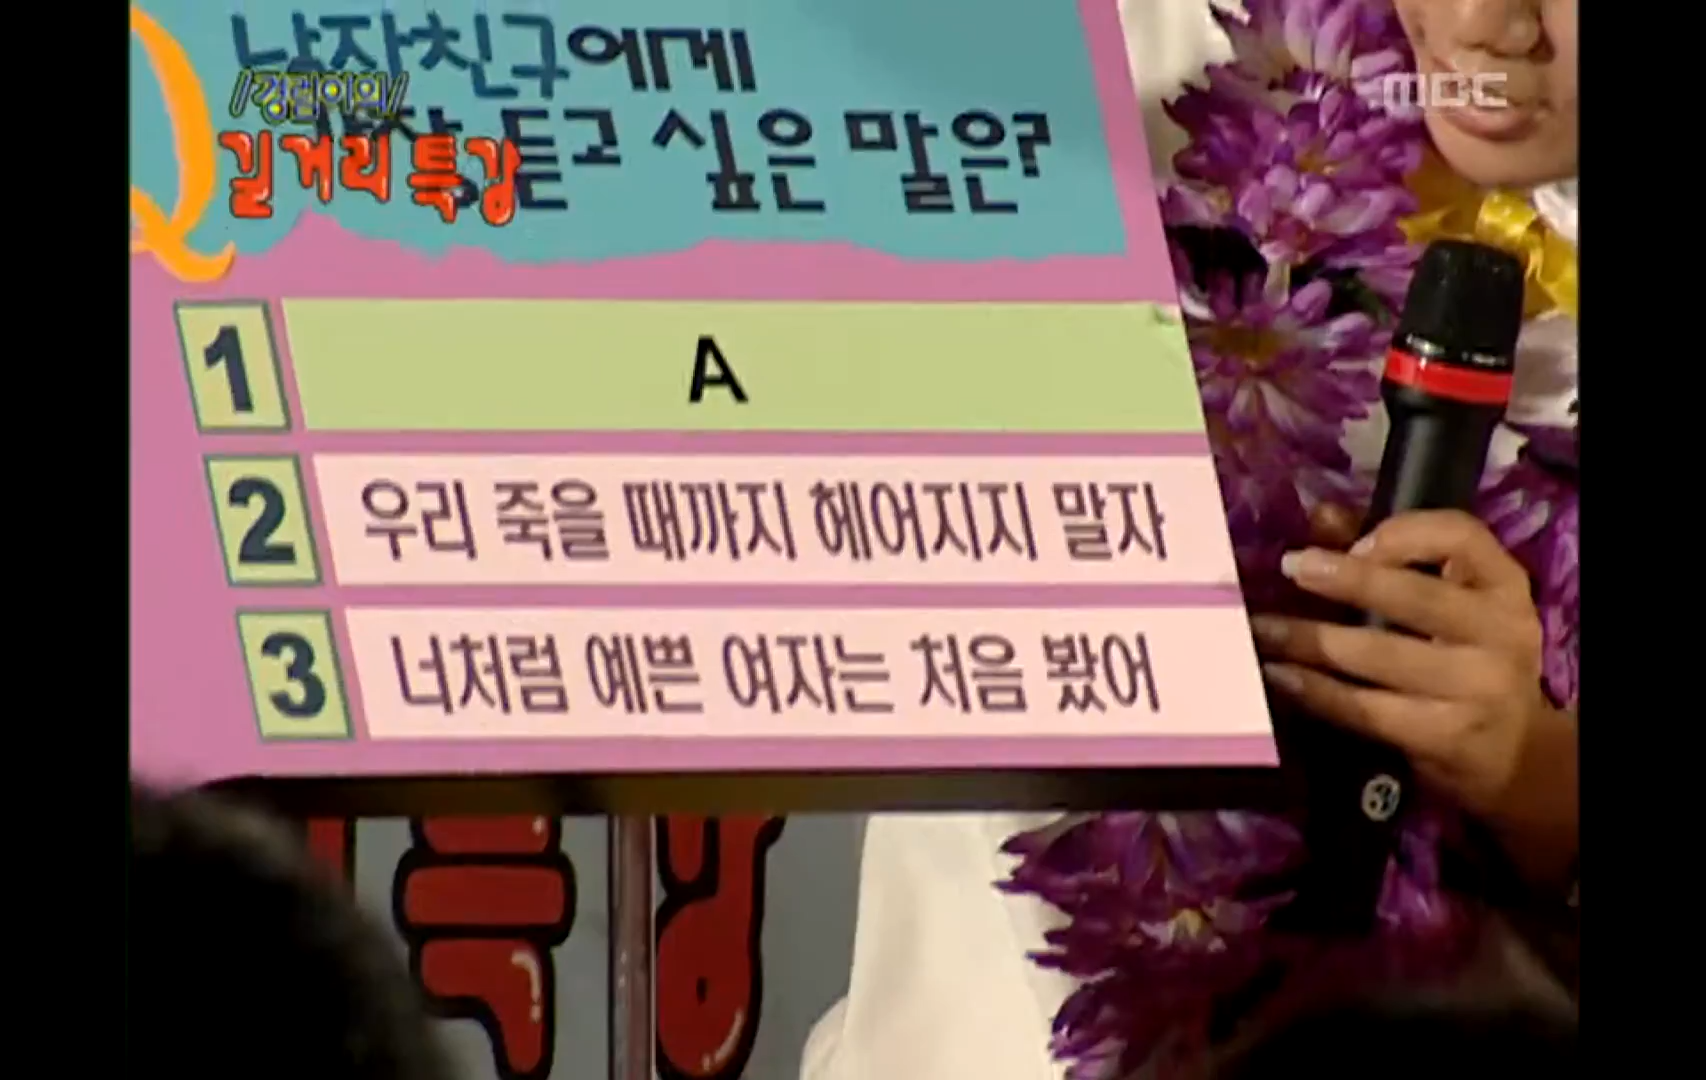 남자친구에게
듣고 싶은 말은?
//경림이의//
길거리 특강
MBC
Q
1 A
2 우리 죽을 때까지 헤어지지 말자
3 너처럼 예쁜 여자는 처음 봤어
3